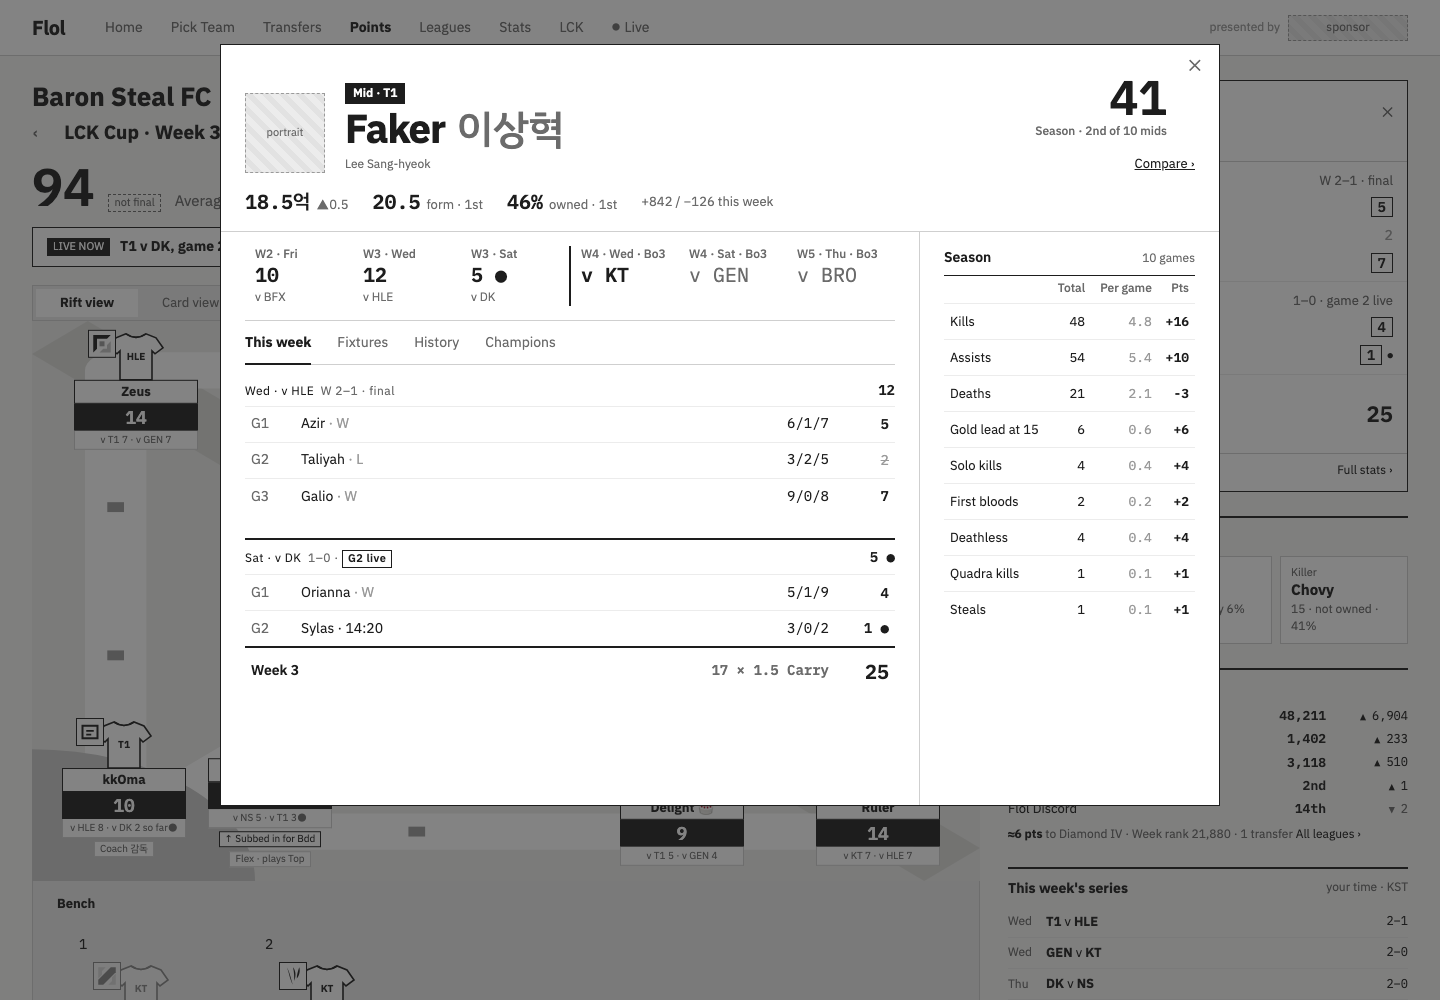 Flol Home Pick Team Transfers Points Leagues Stats LCK Live presented by sponsor
Baron Steal FC
‹ LCK Cup · Week 3
94 not final Averag
LIVE NOW T1 v DK, game 2
Rift view Card view
HLE
Zeus
14
v T1 7 · v GEN 7
T1
kkOma
10
v HLE 8 · v DK 2 so far
Coach 감독
v NS 5 · v T1 3
↑ Subbed in for Bdd
Flex · plays Top
Delight
9
v T1 5 · v GEN 4
Ruler
14
v KT 7 · v HLE 7
Bench
1 2
KT KT
portrait
Mid · T1
Faker 이상혁
Lee Sang-hyeok
41
Season · 2nd of 10 mids
Compare ›
18.5억 ▲0.5 20.5 form · 1st 46% owned · 1st +842 / −126 this week
W2 · Fri W3 · Wed W3 · Sat W4 · Wed · Bo3 W4 · Sat · Bo3 W5 · Thu · Bo3
10 12 5 ● v KT v GEN v BRO
v BFX v HLE v DK
This week Fixtures History Champions
Wed · v HLE W 2–1 · final 12
G1 Azir · W 6/1/7 5
G2 Taliyah · L 3/2/5 2
G3 Galio · W 9/0/8 7
Sat · v DK 1–0 · G2 live 5 ●
G1 Orianna · W 5/1/9 4
G2 Sylas · 14:20 3/0/2 1 ●
Week 3 17 × 1.5 Carry 25
Season 10 games
Total Per game Pts
Kills 48 4.8 +16
Assists 54 5.4 +10
Deaths 21 2.1 -3
Gold lead at 15 6 0.6 +6
Solo kills 4 0.4 +4
First bloods 2 0.2 +2
Deathless 4 0.4 +4
Quadra kills 1 0.1 +1
Steals 1 0.1 +1
W 2–1 · final
5
2
7
1–0 · game 2 live
4
1 ●
25
Full stats ›
y 6%
Killer
Chovy
15 · not owned ·
41%
48,211 ▲ 6,904
1,402 ▲ 233
3,118 ▲ 510
2nd ▲ 1
Flol Discord 14th ▼ 2
≈6 pts to Diamond IV · Week rank 21,880 · 1 transfer All leagues ›
This week's series your time · KST
Wed T1 v HLE 2–1
Wed GEN v KT 2–0
Thu DK v NS 2–0